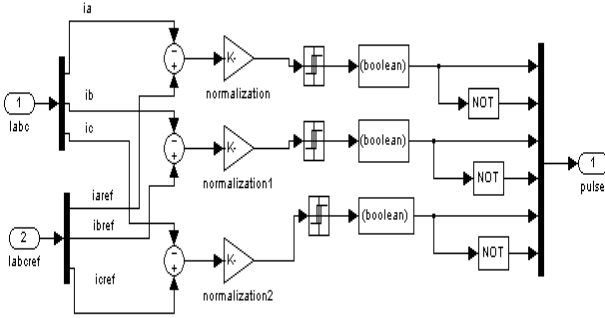 ia
K-
normalization
(boolean)
NOT
1
Iabc
ib
ic
K-
normalization1
(boolean)
NOT
1
pulse
2
Iabcref
iaref
ibref
icref
K-
normalization2
(boolean)
NOT